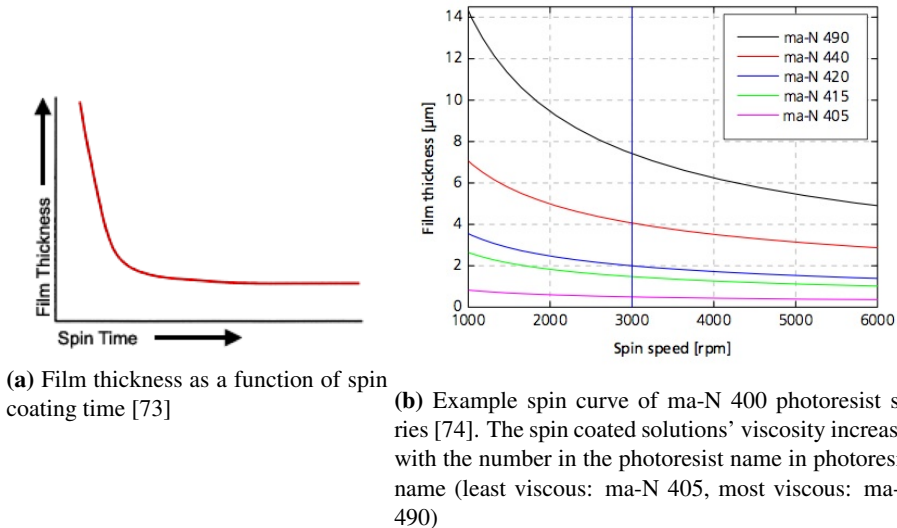 Film Thickness
Spin Time
(a) Film thickness as a function of spin
coating time [73]
Film thickness [µm]
14
12
10
8
6
4
2
0
1000 2000 3000 4000 5000 6000
Spin speed [rpm]
ma-N 490
ma-N 440
ma-N 420
ma-N 415
ma-N 405
(b) Example spin curve of ma-N 400 photoresist s
ries [74]. The spin coated solutions’ viscosity increas
with the number in the photoresist name in photoresi
name (least viscous: ma-N 405, most viscous: ma-
490)